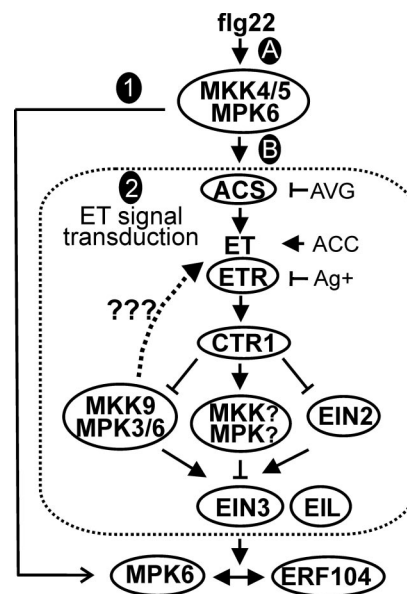 flg22
A
1
MKK4/5
MPK6
B
2
ACS
AVG
ET signal
transduction
ET
ACC
ETR
Ag+
???
CTR1
MKK9
MPK3/6
MKK?
MPK?
EIN2
EIN3
EIL
MPK6
ERF104